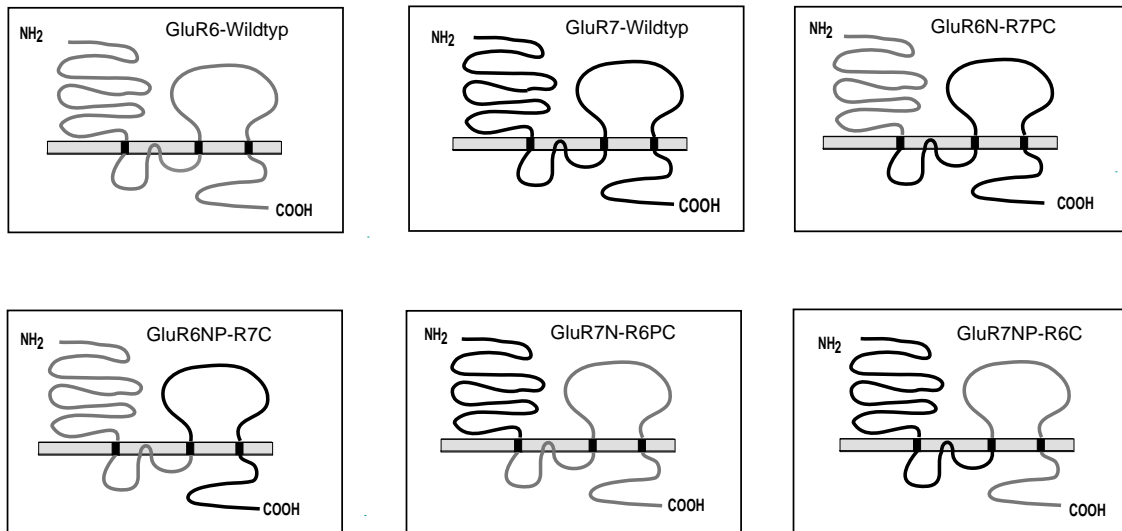 GluR6-Wildtyp
NH2
COOH
GluR7-Wildtyp
NH2
COOH
GluR6N-R7PC
NH2
COOH
GluR6NP-R7C
NH2
COOH
GluR7N-R6PC
NH2
COOH
GluR7NP-R6C
NH2
COOH